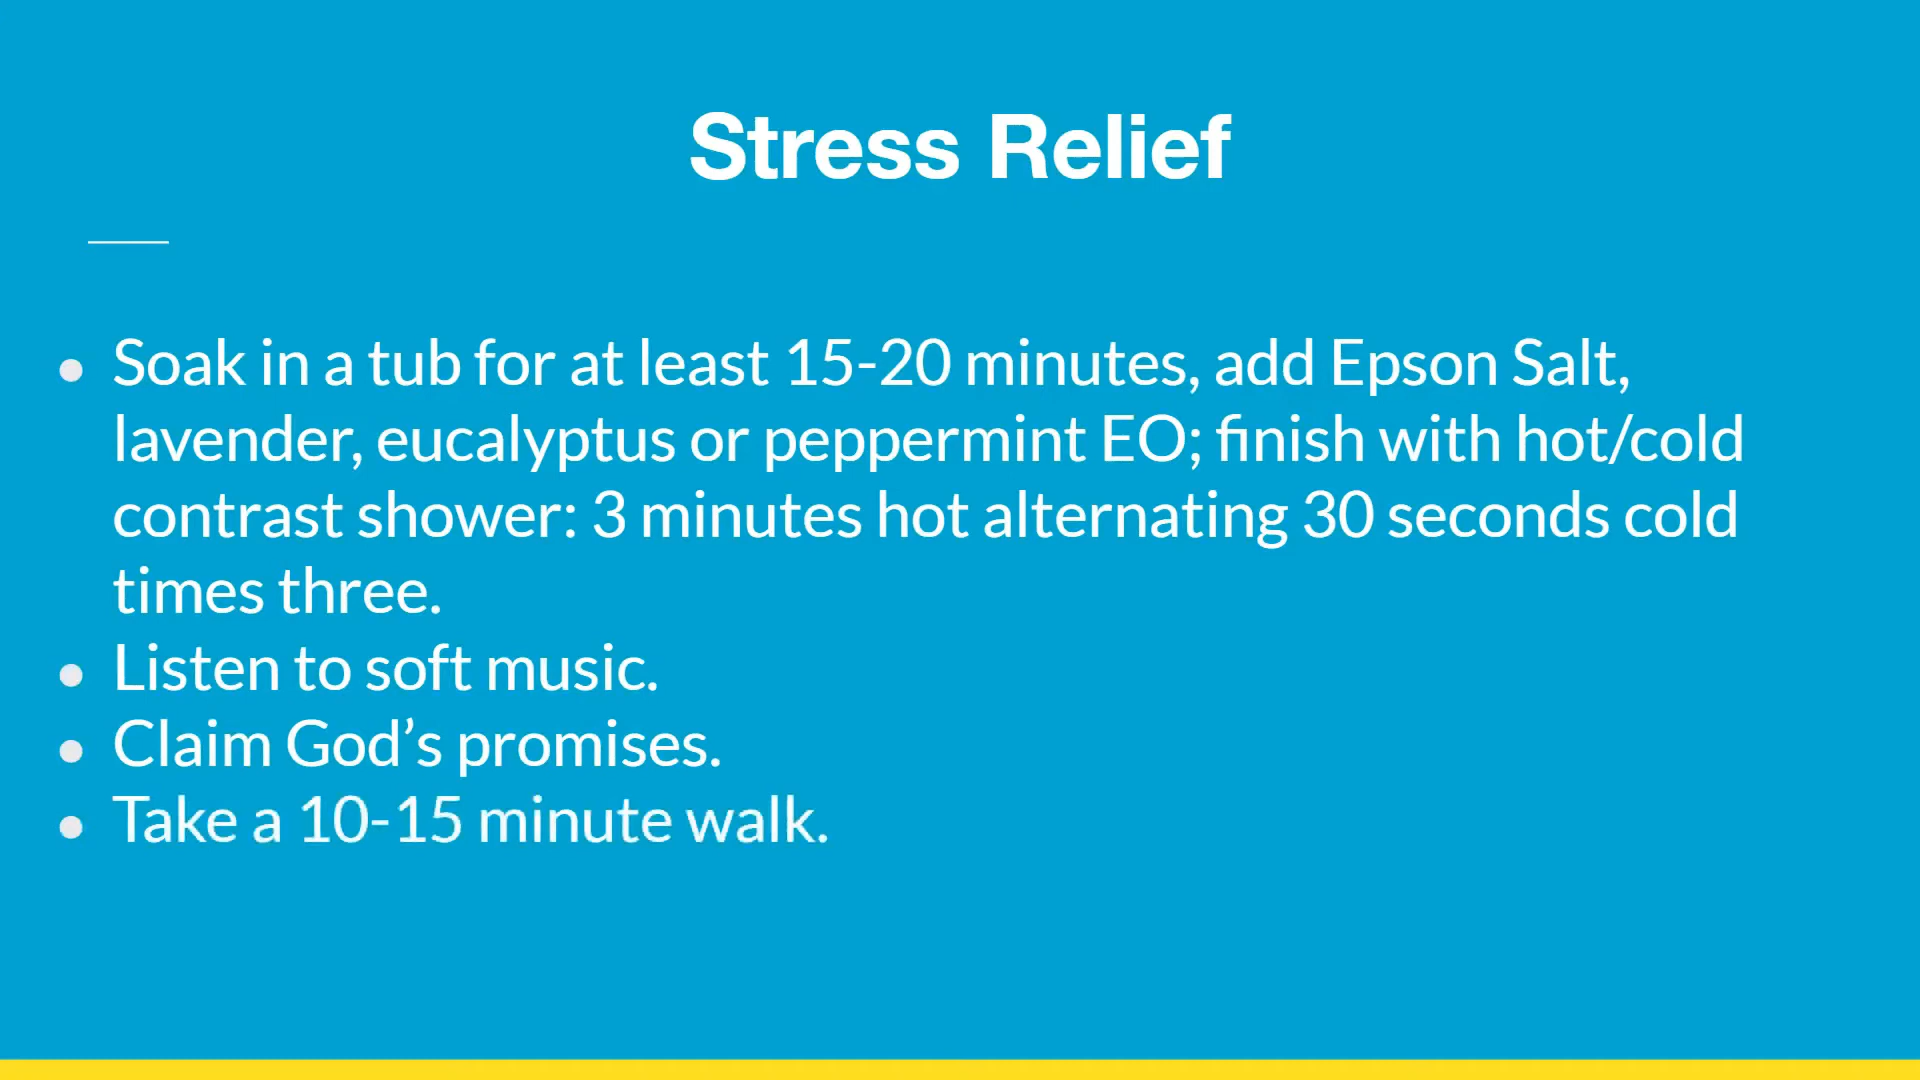 Stress Relief
● Soak in a tub for at least 15-20 minutes, add Epson Salt,
lavender, eucalyptus or peppermint EO; finish with hot/cold
contrast shower: 3 minutes hot alternating 30 seconds cold
times three.
● Listen to soft music.
● Claim God’s promises.
● Take a 10-15 minute walk.